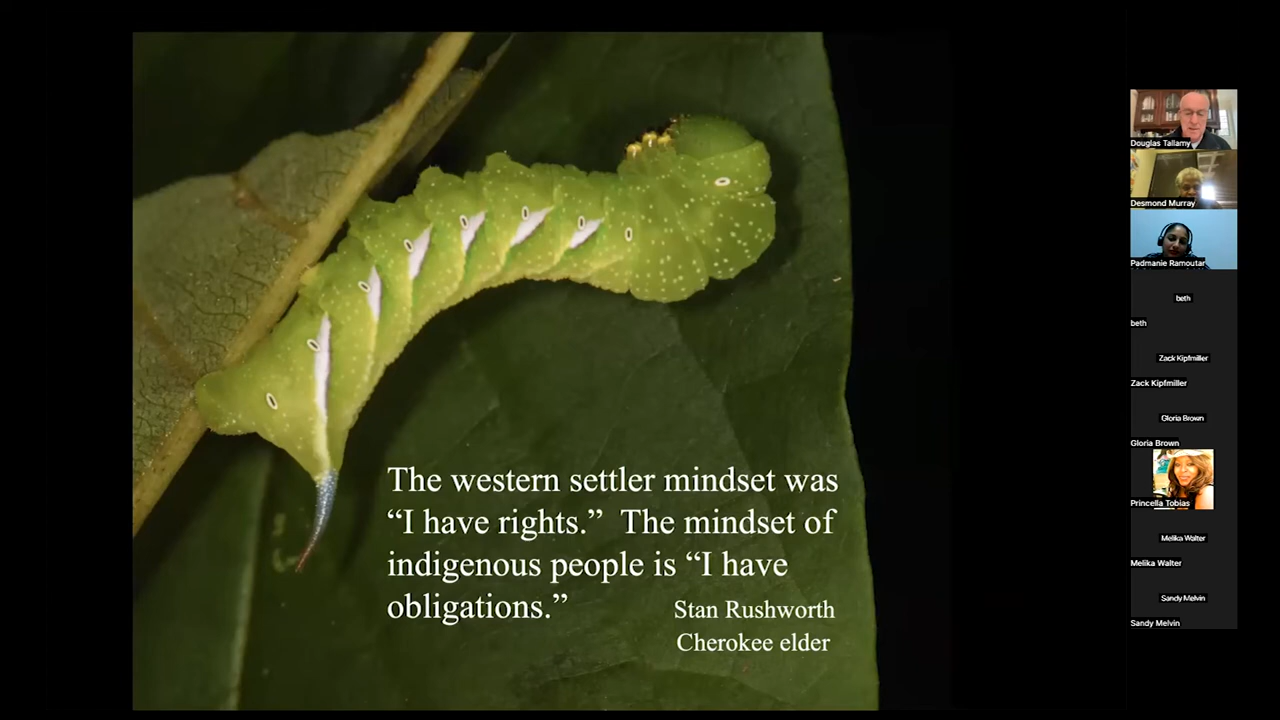 The western settler mindset was
“I have rights.” The mindset of
indigenous people is “I have
obligations.”
Stan Rushworth
Cherokee elder
Douglas Tallamy
Desmond Murray
Padmanie Ramoutar
beth
beth
Zack Kipfmiller
Zack Kipfmiller
Gloria Brown
Gloria Brown
Princella Tobias
Melika Walter
Melika Walter
Sandy Melvin
Sandy Melvin